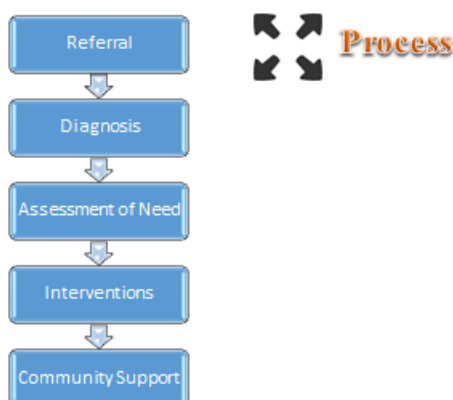 Referral
Process
Diagnosis
Assessment of Need
Interventions
Community Support